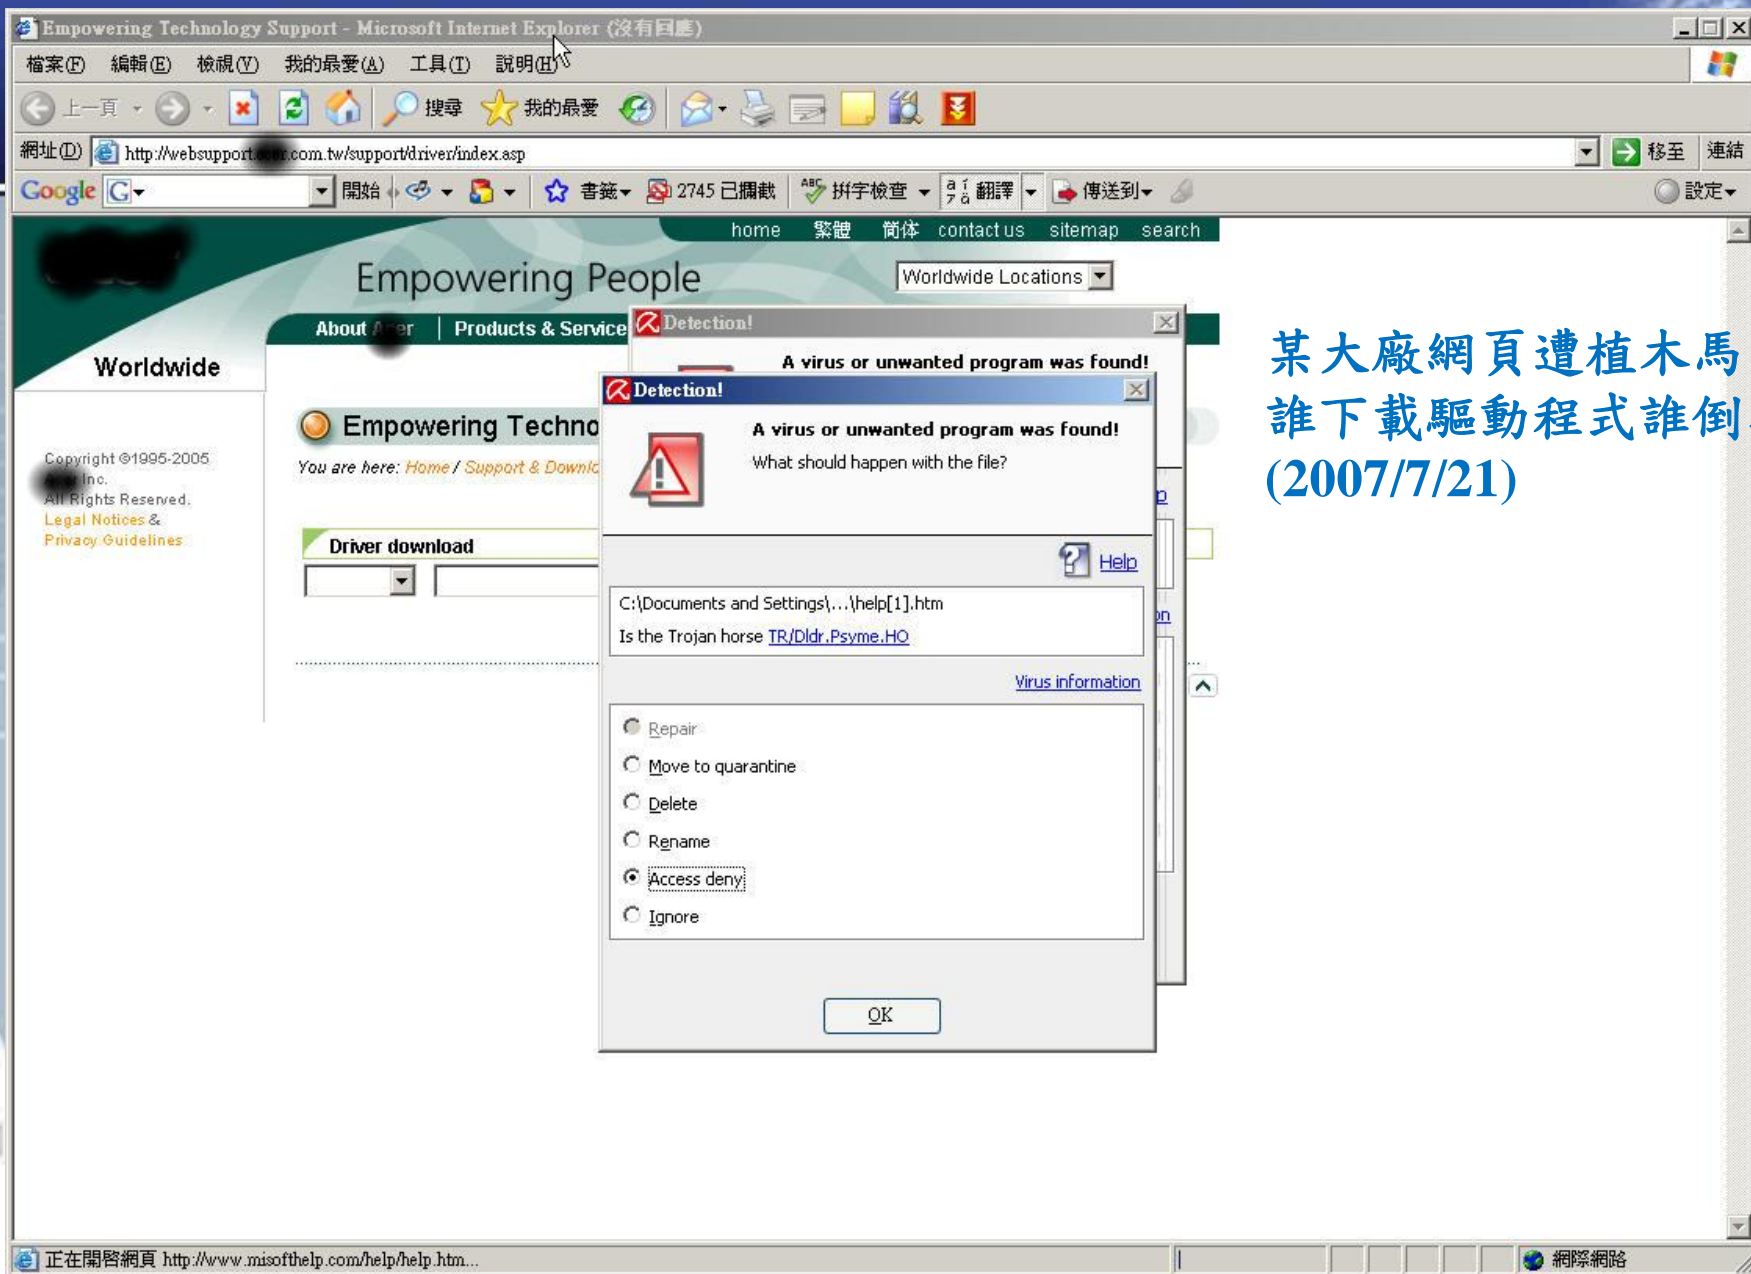 Empowering Technology Support - Microsoft Internet Explorer (沒有回應)
檔案(F) 編輯(E) 檢視(V) 我的最愛(A) 工具(T) 說明(H)
上一頁 搜尋 我的最愛
網址(D) http://websupport. .com.tw/support/driver/index.asp 移至 連結
Google G 開始 書籤 2745 已攔截 ABC 拼字檢查 翻譯 傳送到 設定
home 繁體 简体 contact us sitemap search
Empowering People
Worldwide Locations
About | Products & Service
Worldwide
Detection!
A virus or unwanted program was found!
某大廠網頁遭植木馬
誰下載驅動程式誰倒
(2007/7/21)
Empowering Techno
You are here: Home / Support & Downlo
Copyright ©1995-2005
Inc.
All Rights Reserved.
Legal Notices &
Privacy Guidelines
Driver download
Detection!
A virus or unwanted program was found!
What should happen with the file?
Help
C:\Documents and Settings\...\help[1].htm
Is the Trojan horse TR/Dldr.Psyme.HO
Virus information
Repair
Move to quarantine
Delete
Rename
Access deny
Ignore
OK
正在開啓網頁 http://www.misofthelp.com/help/help.htm...
網際網路